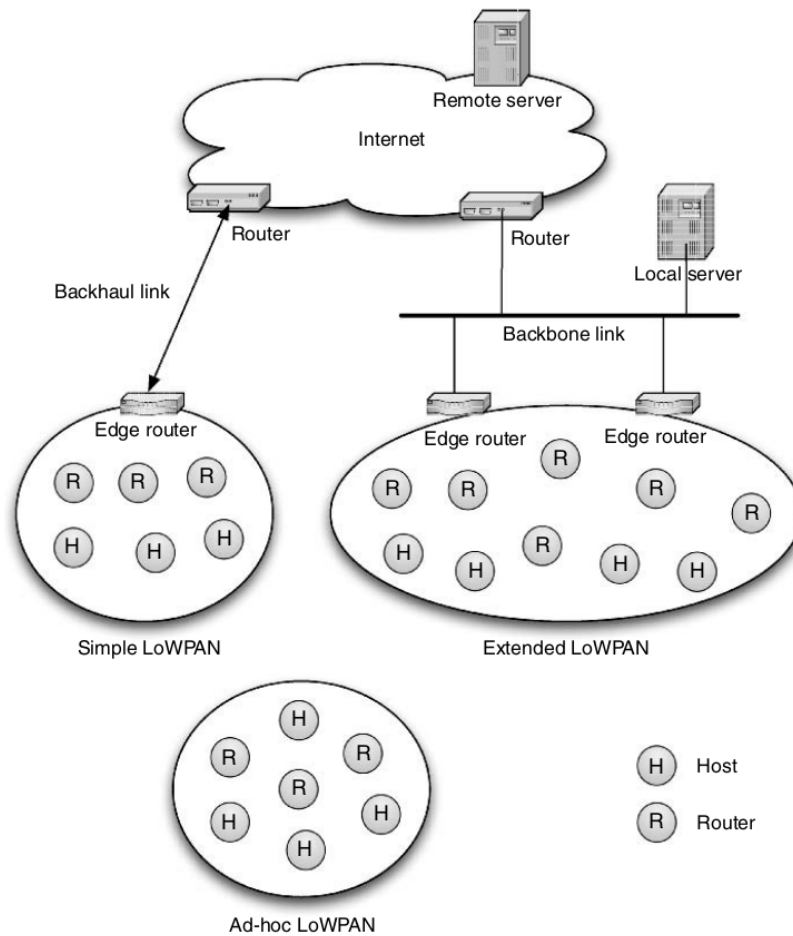 Remote server
Internet
Router
Router
Local server
Backhaul link
Backbone link
Edge router
Edge router
Edge router
R
R
R
H
H
H
R
R
R
R
R
H
H
R
H
H
Simple LoWPAN
Extended LoWPAN
H
R
R
R
H
H
H
H Host
R Router
Ad-hoc LoWPAN